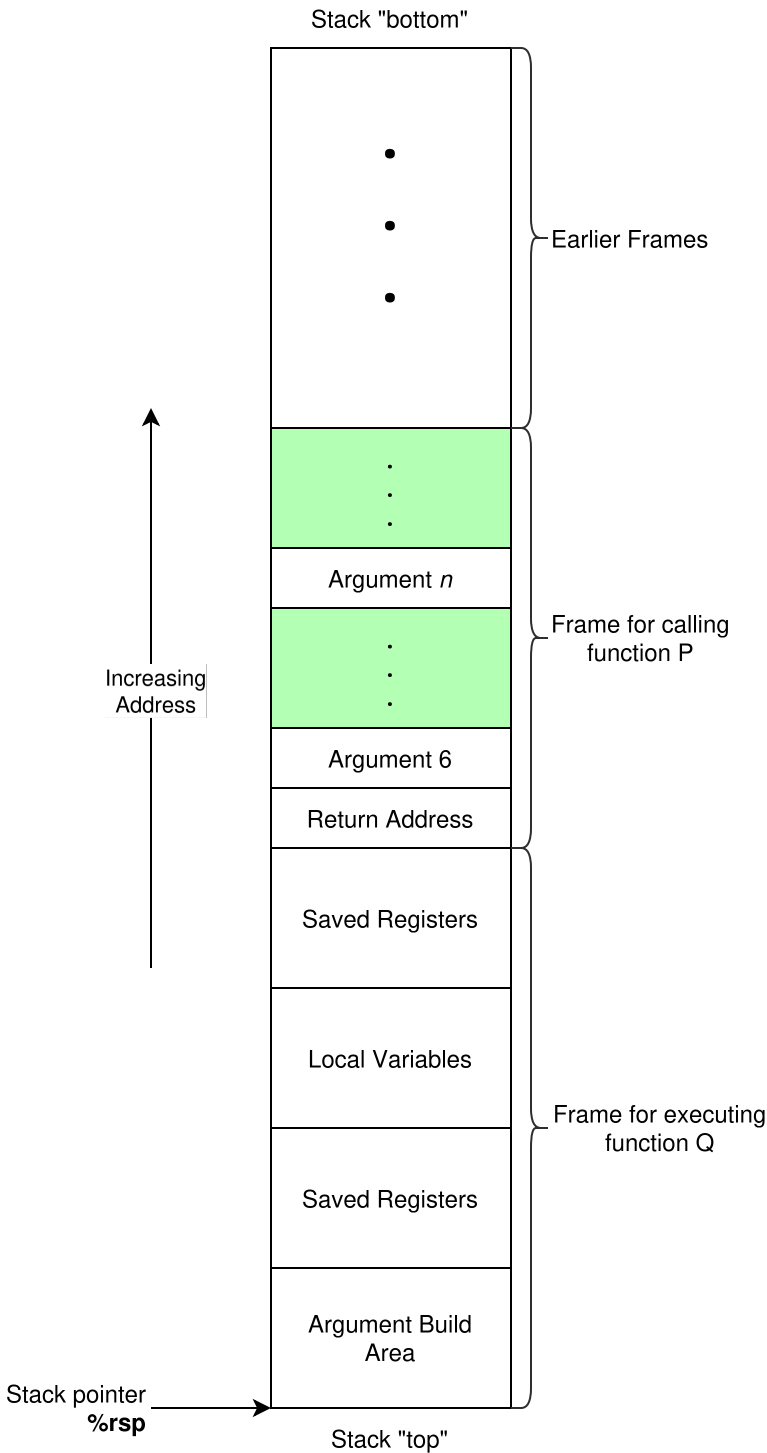 Stack "bottom"
Earlier Frames
Argument n
Frame for calling
function P
Increasing
Address
Argument 6
Return Address
Saved Registers
Local Variables
Frame for executing
function Q
Saved Registers
Argument Build
Area
Stack pointer
%rsp
Stack "top"